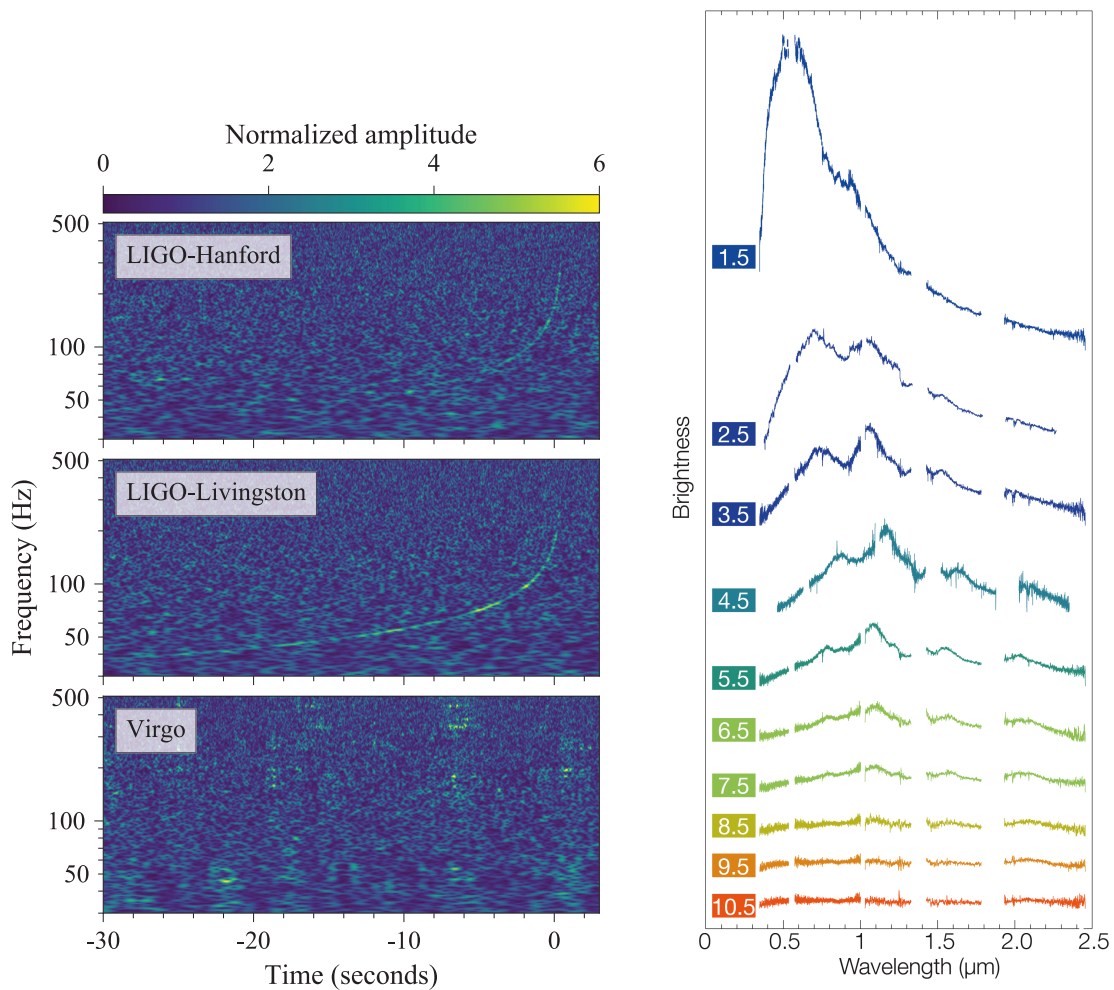 Normalized amplitude
0 2 4 6
500
LIGO-Hanford
100
50
500
LIGO-Livingston
100
50
500
Virgo
100
50
Frequency (Hz)
-30 -20 -10 0
Time (seconds)
Brightness
1.5
2.5
3.5
4.5
5.5
6.5
7.5
8.5
9.5
10.5
0 0.5 1 1.5 2.0 2.5
Wavelength (μm)